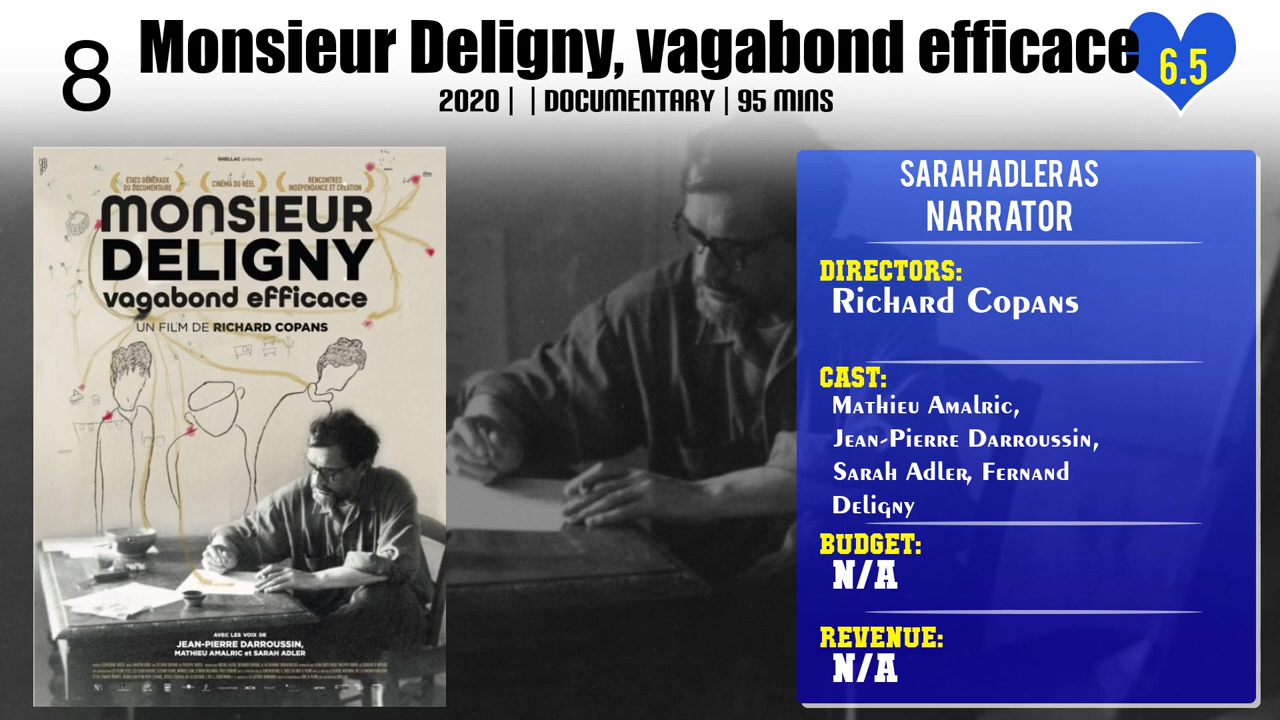 8
Monsieur Deligny, vagabond efficace
6.5
2020 | | DOCUMENTARY | 95 MINS
SHELLAC présente
ETATS GÉNÉRAUX
DU DOCUMENTAIRE
CINÉMA DU RÉEL
RENCONTRES
INDÉPENDANCE ET CRÉATION
MONSIEUR
DELIGNY
vagabond efficace
UN FILM DE RICHARD COPANS
AVEC LES VOIX DE
JEAN-PIERRE DARROUSSIN,
MATHIEU AMALRIC et SARAH ADLER
SARAH ADLER AS
NARRATOR
DIRECTORS:
Richard Copans
CAST:
Mathieu Amalric,
Jean-Pierre Darroussin,
Sarah Adler, Fernand
Deligny
BUDGET:
N/A
REVENUE:
N/A